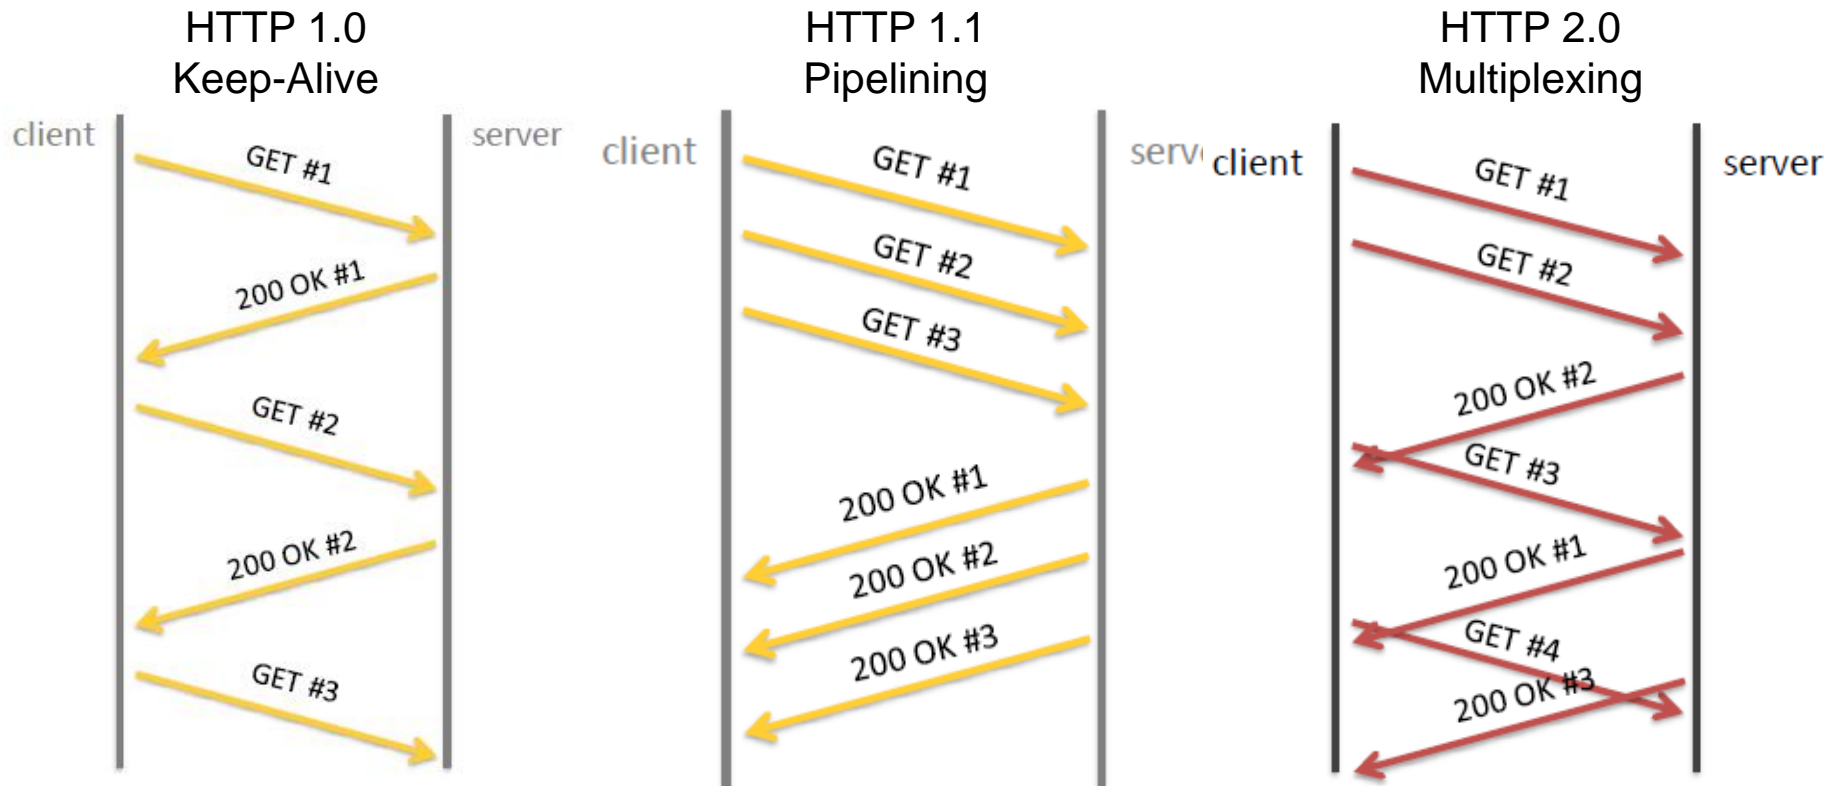 HTTP 1.0
Keep-Alive
client
server
GET #1
200 OK #1
GET #2
200 OK #2
GET #3
HTTP 1.1
Pipelining
client
serv
GET #1
GET #2
GET #3
200 OK #1
200 OK #2
200 OK #3
HTTP 2.0
Multiplexing
client
server
GET #1
GET #2
200 OK #2
GET #3
200 OK #1
GET #4
200 OK #3